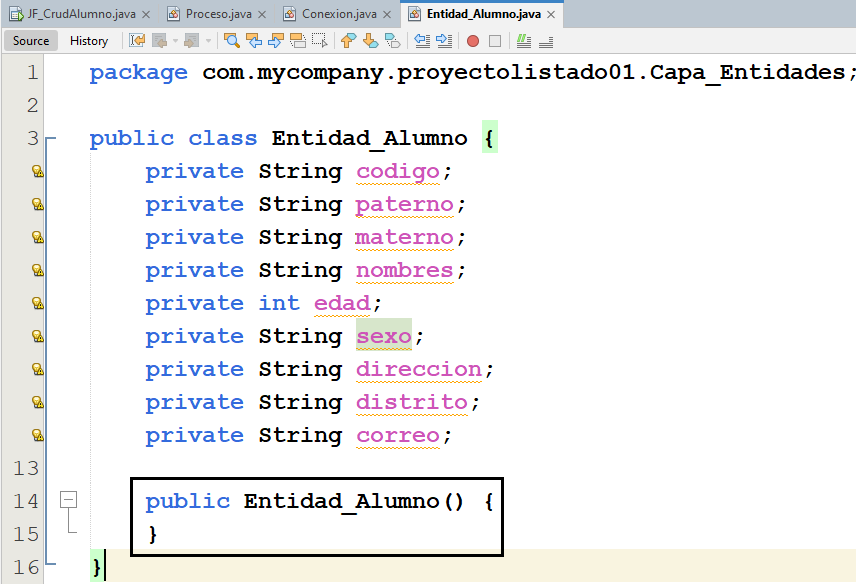 JF_CrudAlumno.java × Proceso.java × Conexion.java × Entidad_Alumno.java ×
Source History
1 package com.mycompany.proyectolistado01.Capa_Entidades;
2
3 public class Entidad_Alumno {
private String codigo;
private String paterno;
private String materno;
private String nombres;
private int edad;
private String sexo;
private String direccion;
private String distrito;
private String correo;
13
14 public Entidad_Alumno() {
15 }
16 }